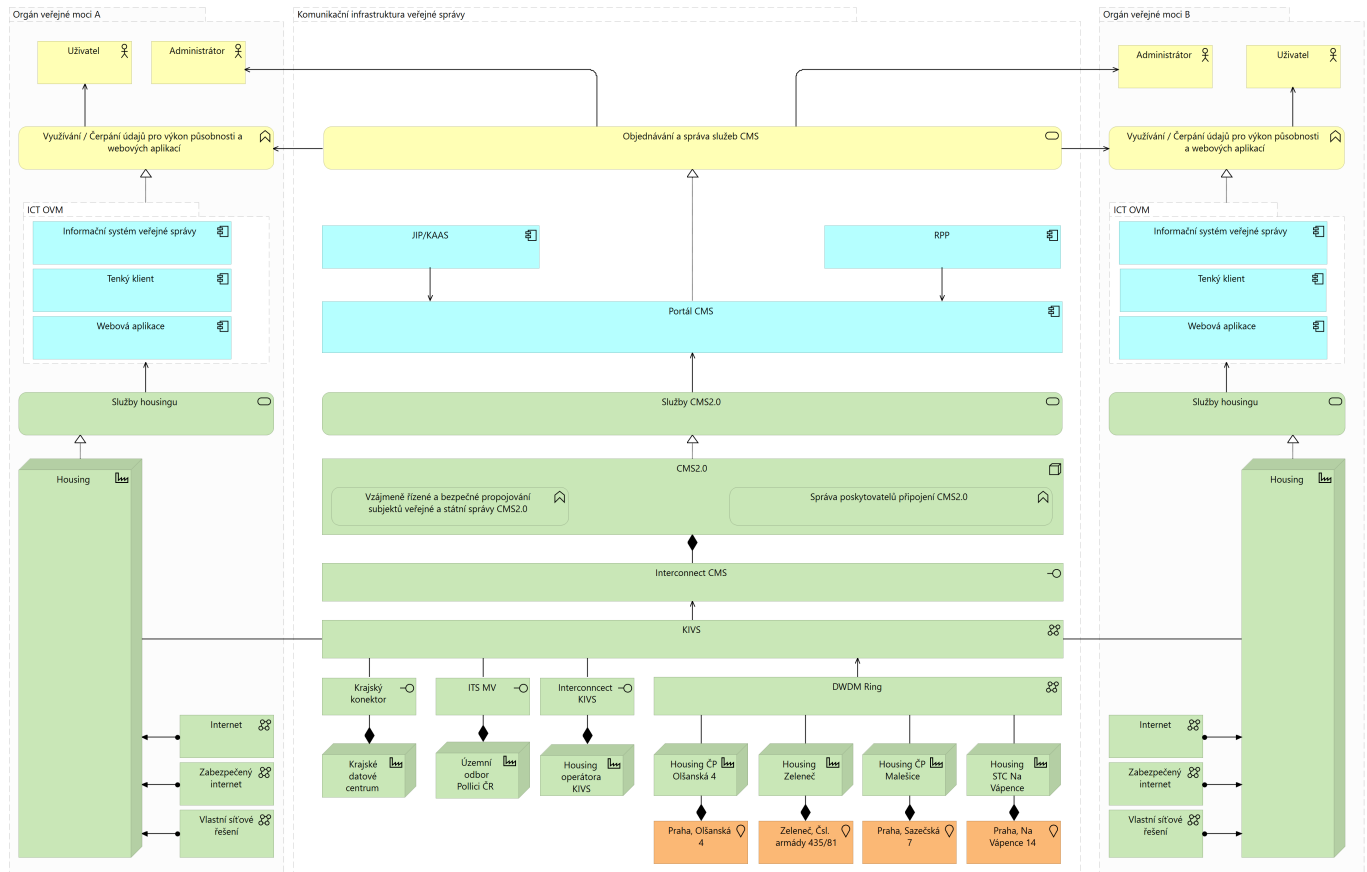 Orgán veřejné moci A
Komunikační infrastruktura veřejné správy
Orgán veřejné moci B
Uživatel
Administrátor
Administrátor
Uživatel
Využívání / Čerpání údajů pro výkon působnosti a
webových aplikací
Objednávání a správa služeb CMS
Využívání / Čerpání údajů pro výkon působnosti
a webových aplikací
ICT OVM
Informační systém veřejné správy
Tenký klient
Webová aplikace
JIP/KAAS
RPP
Portál CMS
ICT OVM
Informační systém veřejné správy
Tenký klient
Webová aplikace
Služby housingu
Služby CMS2.0
Služby housingu
Housing
CMS2.0
Vzájemně řízené a bezpečné propojování
subjektů veřejné a státní správy CMS2.0
Správa poskytovatelů připojení CMS2.0
Housing
Interconnect CMS
KIVS
Krajský
konektor
ITS MV
Interconncect
KIVS
DWDM Ring
Internet
Zabezpečený
internet
Vlastní síťové
řešení
Krajské
datové
centrum
Územní
odbor
Pollici ČR
Housing
operátora
KIVS
Housing ČP
Olšanská 4
Housing
Zeleneč
Housing ČP
Malešice
Housing
STC Na
Vápence
Praha, Olšanská
4
Zeleneč, Čsl.
armády 435/81
Praha, Sazečská
7
Praha, Na
Vápence 14
Internet
Zabezpečený
internet
Vlastní síťové
řešení